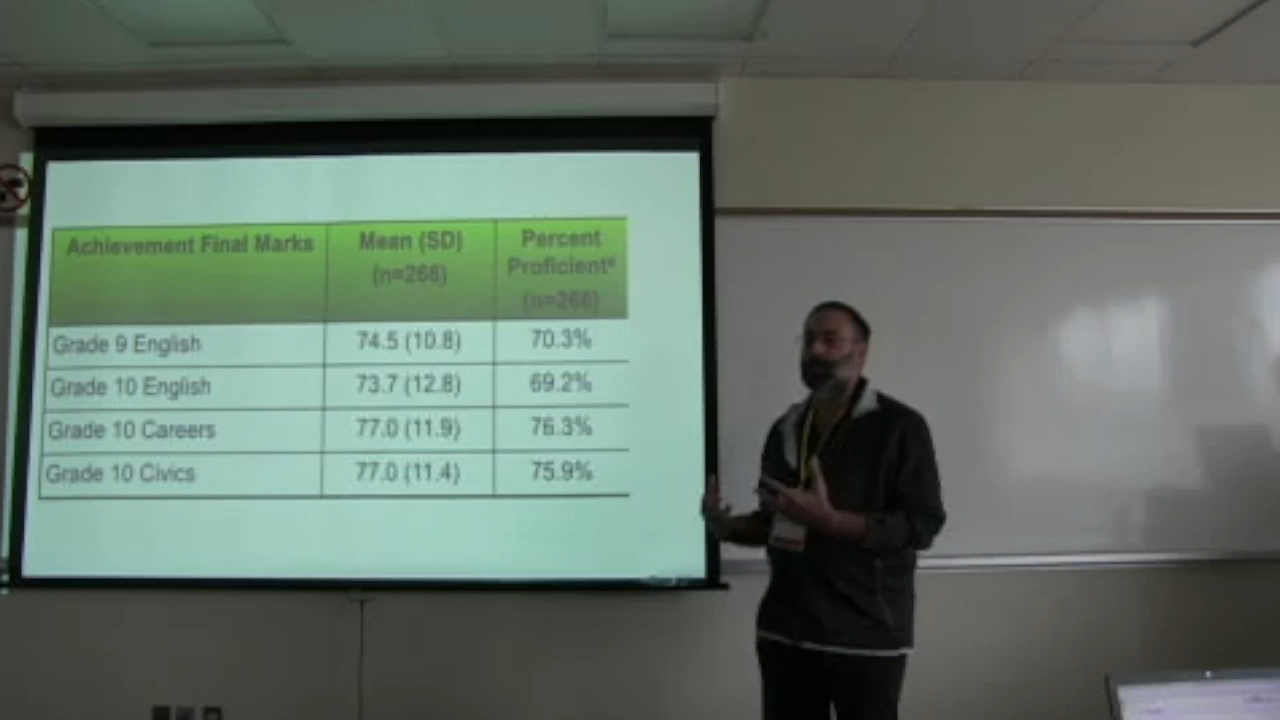 Achievement Final Marks Mean (SD) Percent
(n=266) Proficient*
(n=266)
Grade 9 English 74.5 (10.8) 70.3%
Grade 10 English 73.7 (12.8) 69.2%
Grade 10 Careers 77.0 (11.9) 76.3%
Grade 10 Civics 77.0 (11.4) 75.9%